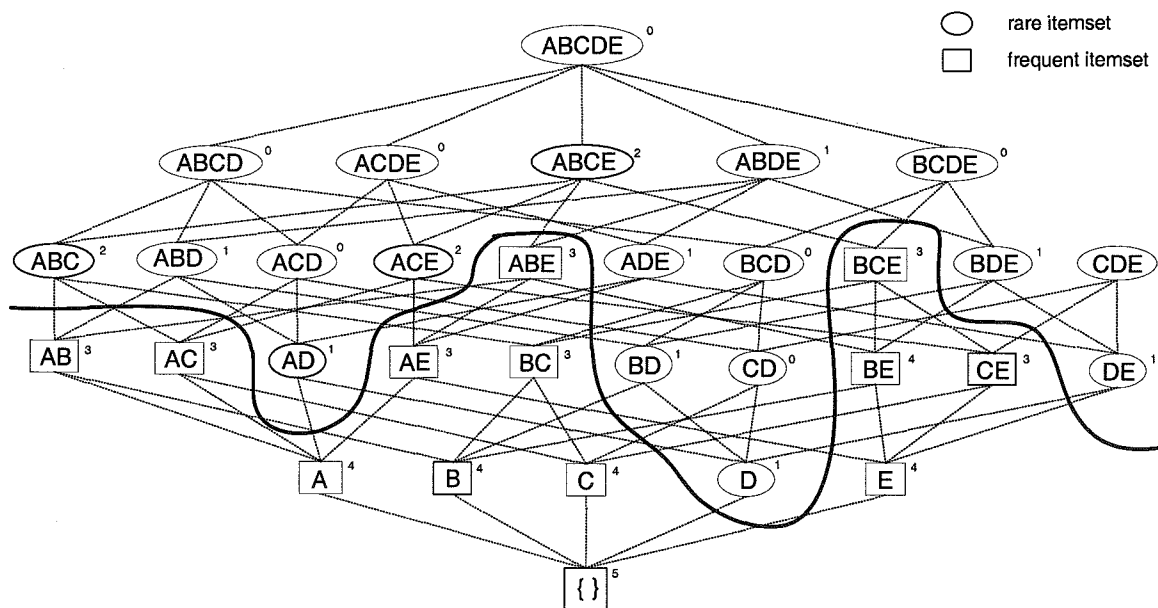 rare itemset
frequent itemset
ABCDE 0
ABCD 0 ACDE 0 ABCE 2 ABDE 1 BCDE 0
ABC 2 ABD 1 ACD 0 ACE 2 ABE 3 ADE 1 BCD 0 BCE 3 BDE 1 CDE
AB 3 AC 3 AD 1 AE 3 BC 3 BD 1 CD 0 BE 4 CE 3 DE 1
A 4 B 4 C 4 D 1 E 4
{ } 5